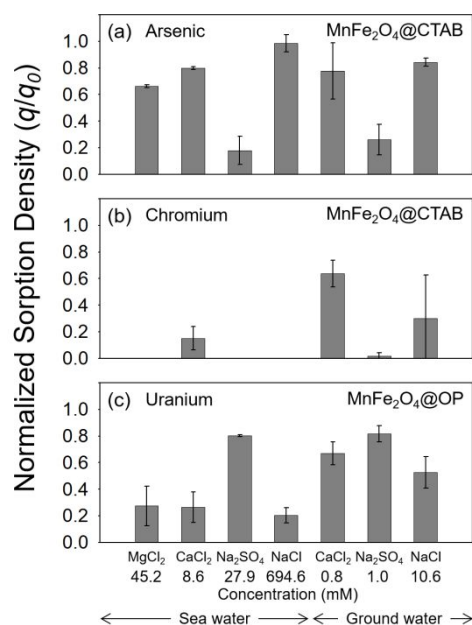 (a) Arsenic MnFe₂O₄@CTAB
1.0
0.8
0.6
0.4
0.2
0.0
(b) Chromium MnFe₂O₄@CTAB
1.0
0.8
0.6
0.4
0.2
0.0
(c) Uranium MnFe₂O₄@OP
1.0
0.8
0.6
0.4
0.2
0.0
Normalized Sorption Density (q/q₀)
MgCl₂ CaCl₂ Na₂SO₄ NaCl CaCl₂ Na₂SO₄ NaCl
45.2 8.6 27.9 694.6 0.8 1.0 10.6
Concentration (mM)
Sea water Ground water